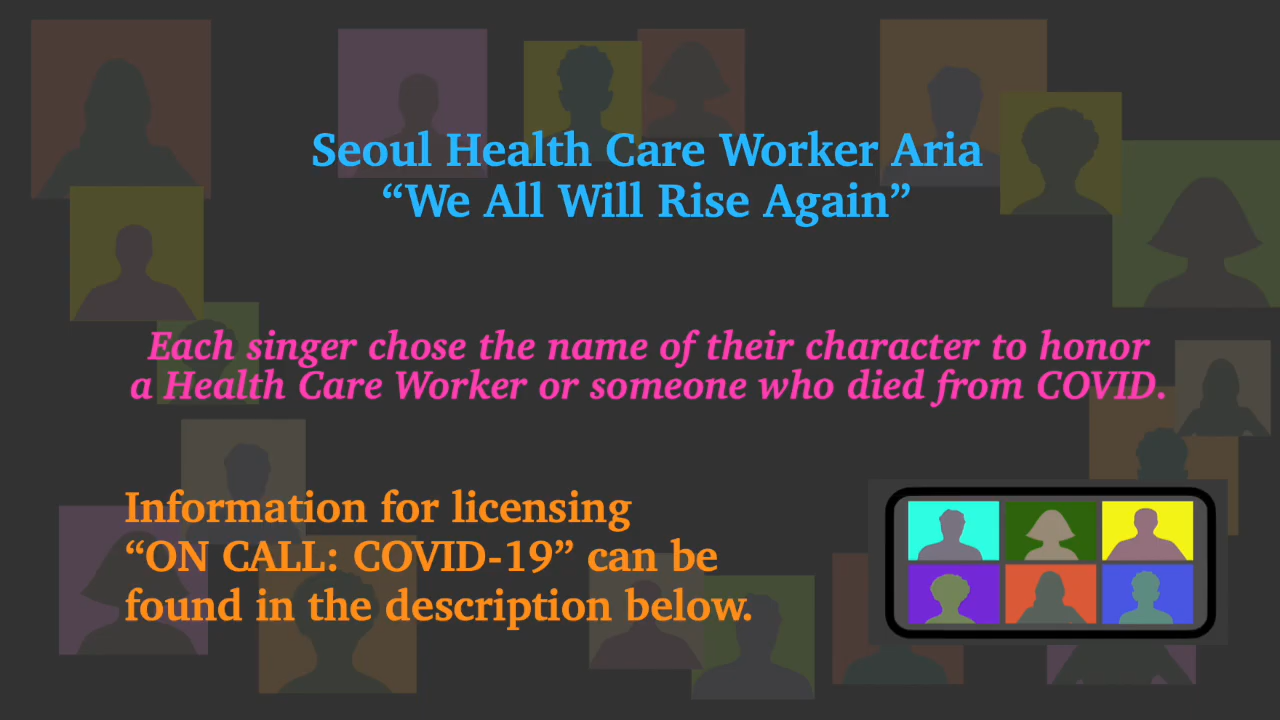 Seoul Health Care Worker Aria
“We All Will Rise Again”
Each singer chose the name of their character to honor
a Health Care Worker or someone who died from COVID.
Information for licensing
“ON CALL: COVID-19” can be
found in the description below.